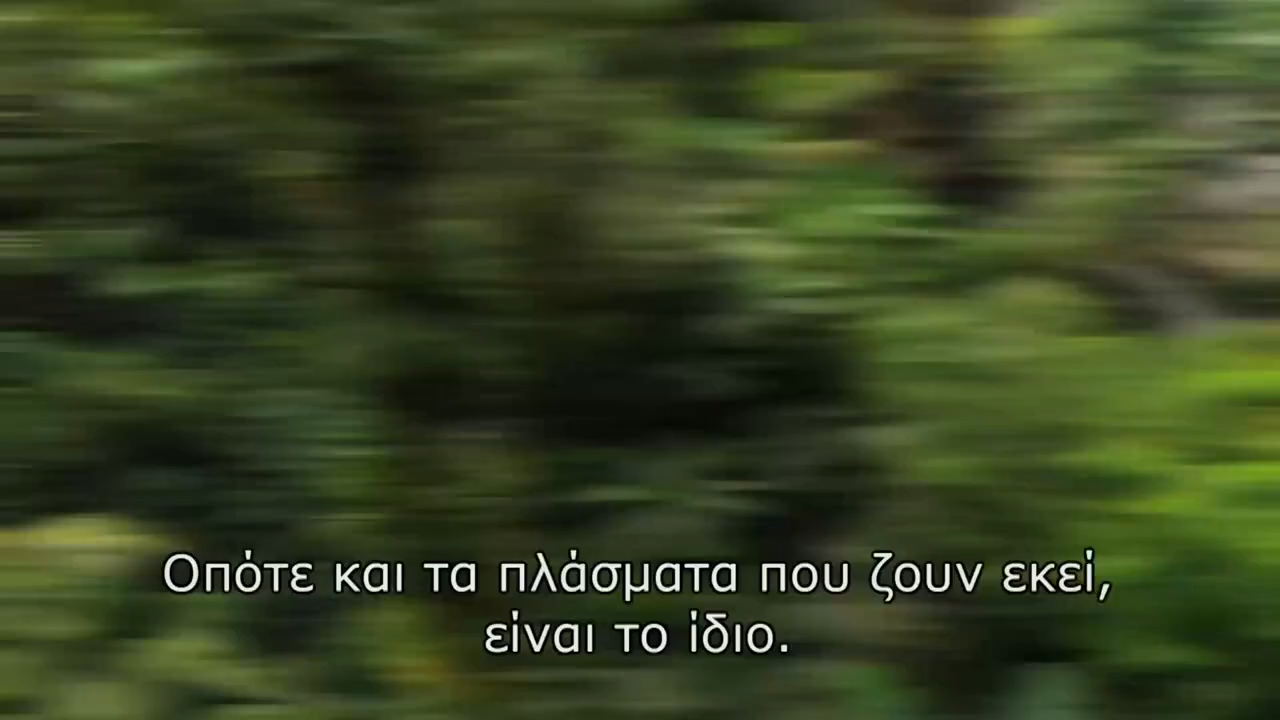 Οπότε και τα πλάσματα που ζουν εκεί,
είναι το ίδιο.